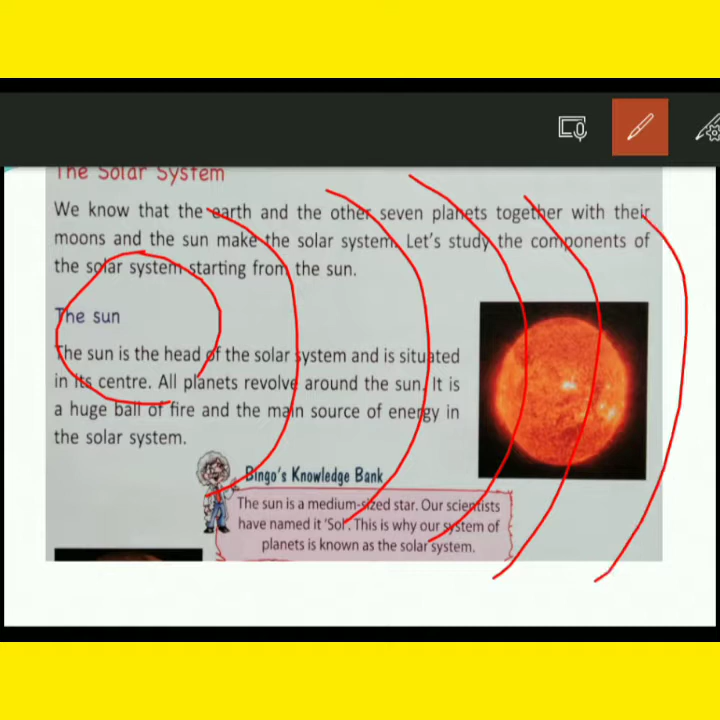 The Solar System
We know that the earth and the other seven planets together with their
moons and the sun make the solar system. Let's study the components of
the solar system starting from the sun.
The sun
The sun is the head of the solar system and is situated
in its centre. All planets revolve around the sun. It is
a huge ball of fire and the main source of energy in
the solar system.
Bingo's Knowledge Bank
The sun is a medium-sized star. Our scientists
have named it 'Sol'. This is why our system of
planets is known as the solar system.